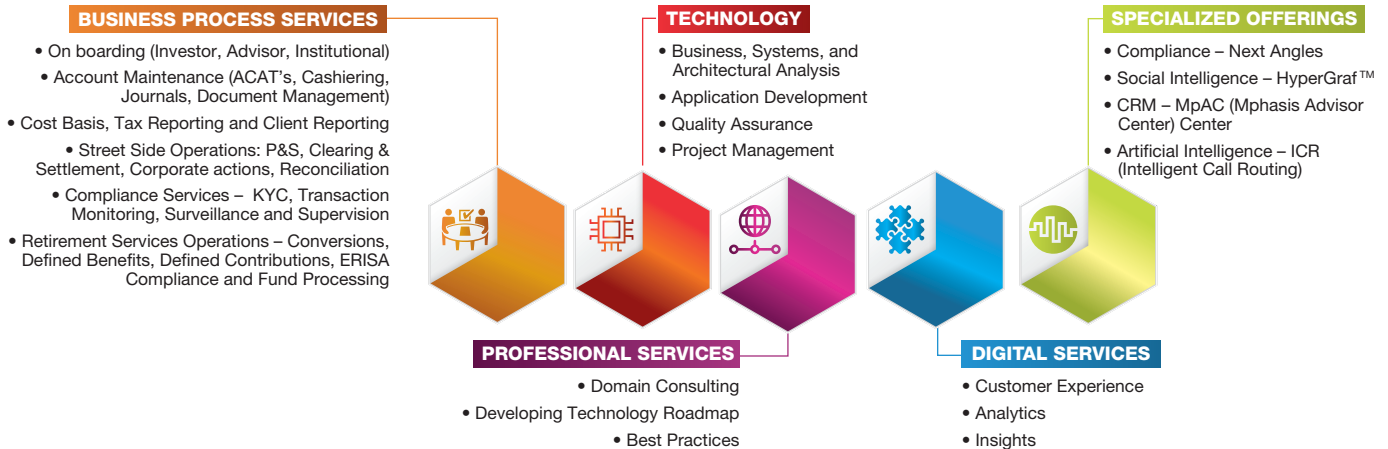 BUSINESS PROCESS SERVICES
• On boarding (Investor, Advisor, Institutional)
• Account Maintenance (ACAT's, Cashiering,
Journals, Document Management)
• Cost Basis, Tax Reporting and Client Reporting
• Street Side Operations: P&S, Clearing &
Settlement, Corporate actions, Reconciliation
• Compliance Services – KYC, Transaction
Monitoring, Surveillance and Supervision
• Retirement Services Operations – Conversions,
Defined Benefits, Defined Contributions, ERISA
Compliance and Fund Processing
TECHNOLOGY
• Business, Systems, and
Architectural Analysis
• Application Development
• Quality Assurance
• Project Management
SPECIALIZED OFFERINGS
• Compliance – Next Angles
• Social Intelligence – HyperGraf™
• CRM – MpAC (Mphasis Advisor
Center) Center
• Artificial Intelligence – ICR
(Intelligent Call Routing)
PROFESSIONAL SERVICES
• Domain Consulting
• Developing Technology Roadmap
• Best Practices
DIGITAL SERVICES
• Customer Experience
• Analytics
• Insights